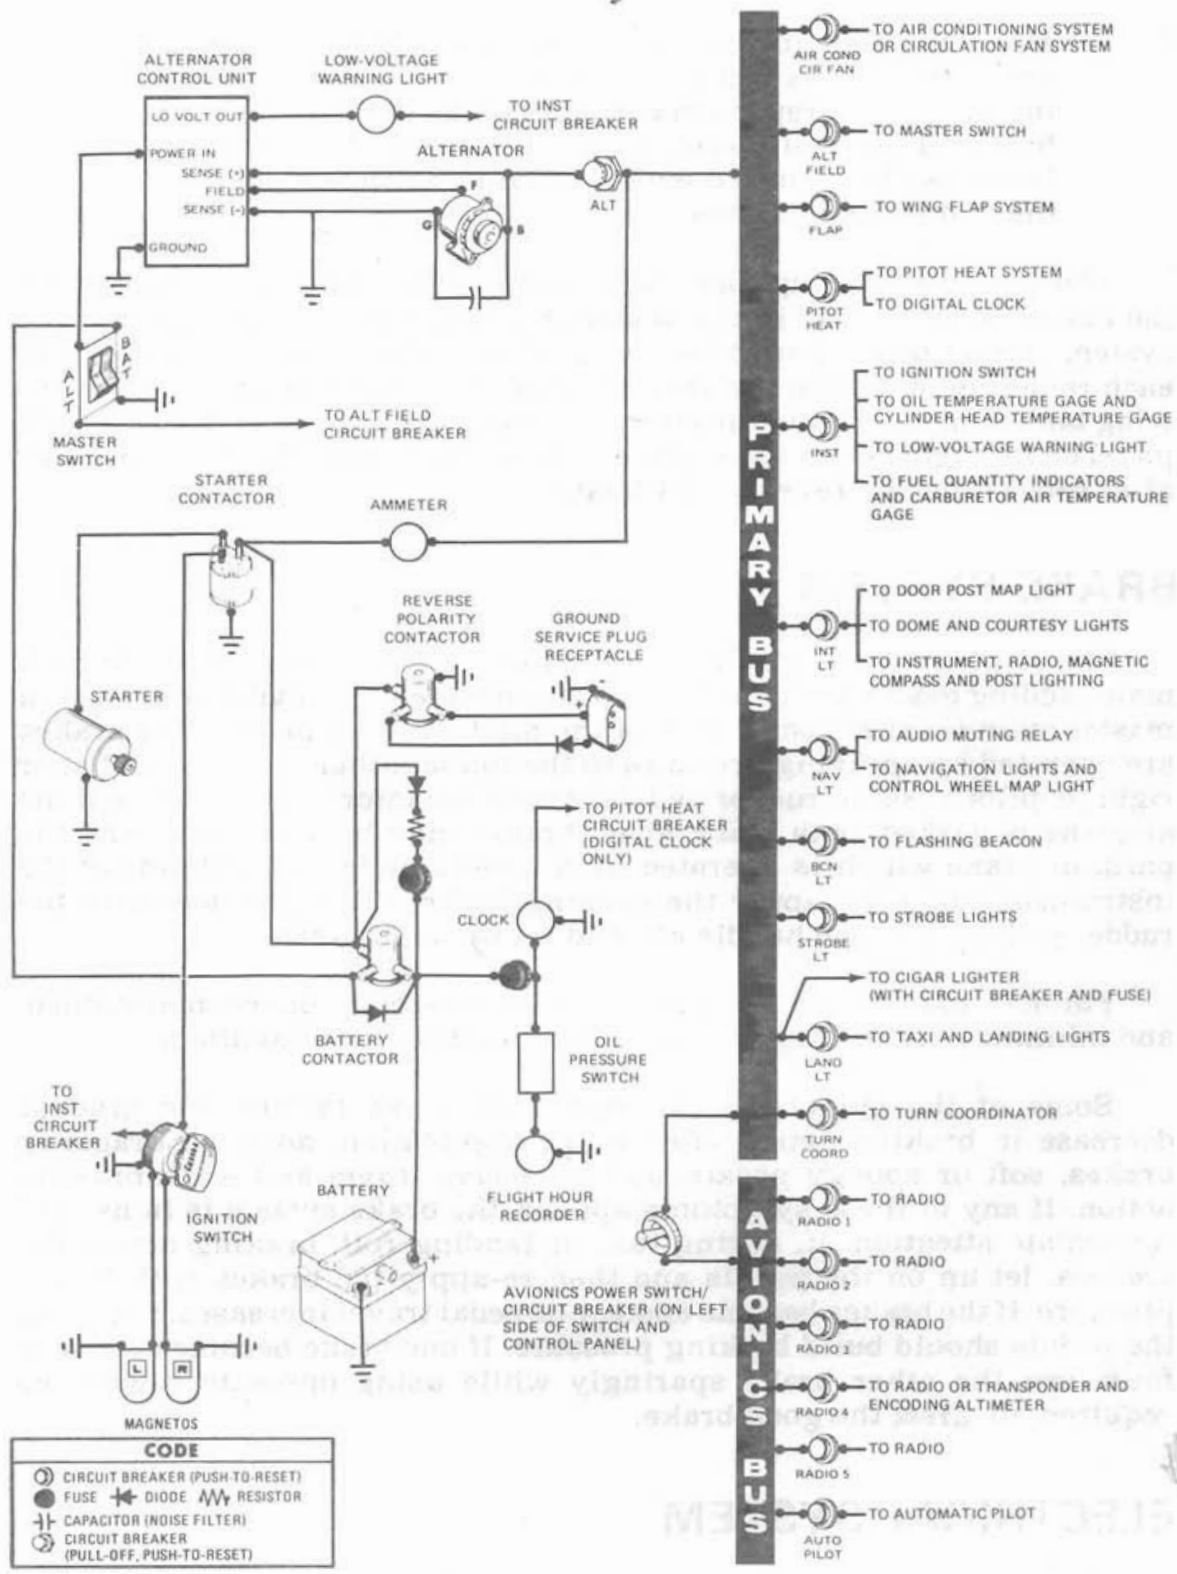 ALTERNATOR
CONTROL UNIT
LO VOLT OUT
POWER IN
SENSE (+)
FIELD
SENSE (-)
GROUND
LOW-VOLTAGE
WARNING LIGHT
TO INST
CIRCUIT BREAKER
ALTERNATOR
F
G
B
ALT
BAT
ALT
MASTER
SWITCH
TO ALT FIELD
CIRCUIT BREAKER
STARTER
CONTACTOR
AMMETER
REVERSE
POLARITY
CONTACTOR
GROUND
SERVICE PLUG
RECEPTACLE
-
+
STARTER
TO PITOT HEAT
CIRCUIT BREAKER
(DIGITAL CLOCK
ONLY)
CLOCK
BATTERY
CONTACTOR
OIL
PRESSURE
SWITCH
TO
INST
CIRCUIT
BREAKER
IGNITION
SWITCH
BATTERY
+
FLIGHT HOUR
RECORDER
AVIONICS POWER SWITCH/
CIRCUIT BREAKER (ON LEFT
SIDE OF SWITCH AND
CONTROL PANEL)
L
R
MAGNETOS
CODE
CIRCUIT BREAKER (PUSH-TO-RESET)
FUSE DIODE RESISTOR
CAPACITOR (NOISE FILTER)
CIRCUIT BREAKER
(PULL-OFF, PUSH-TO-RESET)
PRIMARY BUS
AIR COND
CIR FAN
TO AIR CONDITIONING SYSTEM
OR CIRCULATION FAN SYSTEM
ALT
FIELD
TO MASTER SWITCH
FLAP
TO WING FLAP SYSTEM
PITOT
HEAT
TO PITOT HEAT SYSTEM
TO DIGITAL CLOCK
INST
TO IGNITION SWITCH
TO OIL TEMPERATURE GAGE AND
CYLINDER HEAD TEMPERATURE GAGE
TO LOW-VOLTAGE WARNING LIGHT
TO FUEL QUANTITY INDICATORS
AND CARBURETOR AIR TEMPERATURE
GAGE
INT
LT
TO DOOR POST MAP LIGHT
TO DOME AND COURTESY LIGHTS
TO INSTRUMENT, RADIO, MAGNETIC
COMPASS AND POST LIGHTING
NAV
LT
TO AUDIO MUTING RELAY
TO NAVIGATION LIGHTS AND
CONTROL WHEEL MAP LIGHT
BCN
LT
TO FLASHING BEACON
STROBE
LT
TO STROBE LIGHTS
TO CIGAR LIGHTER
(WITH CIRCUIT BREAKER AND FUSE)
LAND
LT
TO TAXI AND LANDING LIGHTS
TURN
COORD
TO TURN COORDINATOR
AVIONICS BUS
RADIO 1
TO RADIO
RADIO 2
TO RADIO
RADIO 3
TO RADIO
RADIO 4
TO RADIO OR TRANSPONDER AND
ENCODING ALTIMETER
RADIO 5
TO RADIO
AUTO
PILOT
TO AUTOMATIC PILOT